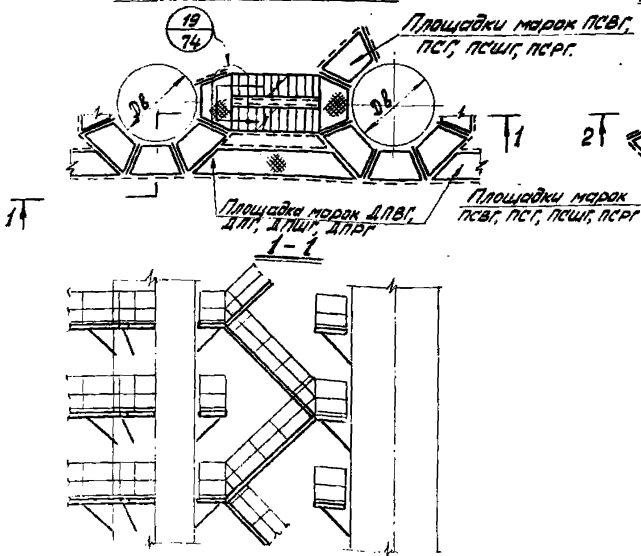 19
74
Площадки марок ПСВГ,
ПСГ, ПСШГ, ПСРГ.
Dв
Dв
1
2
1
Площадка марок ДПВГ,
ДПГ, ДПШГ, ДПРГ
Площадки марок
ПСВГ, ПСГ, ПСШГ, ПСРГ
1-1